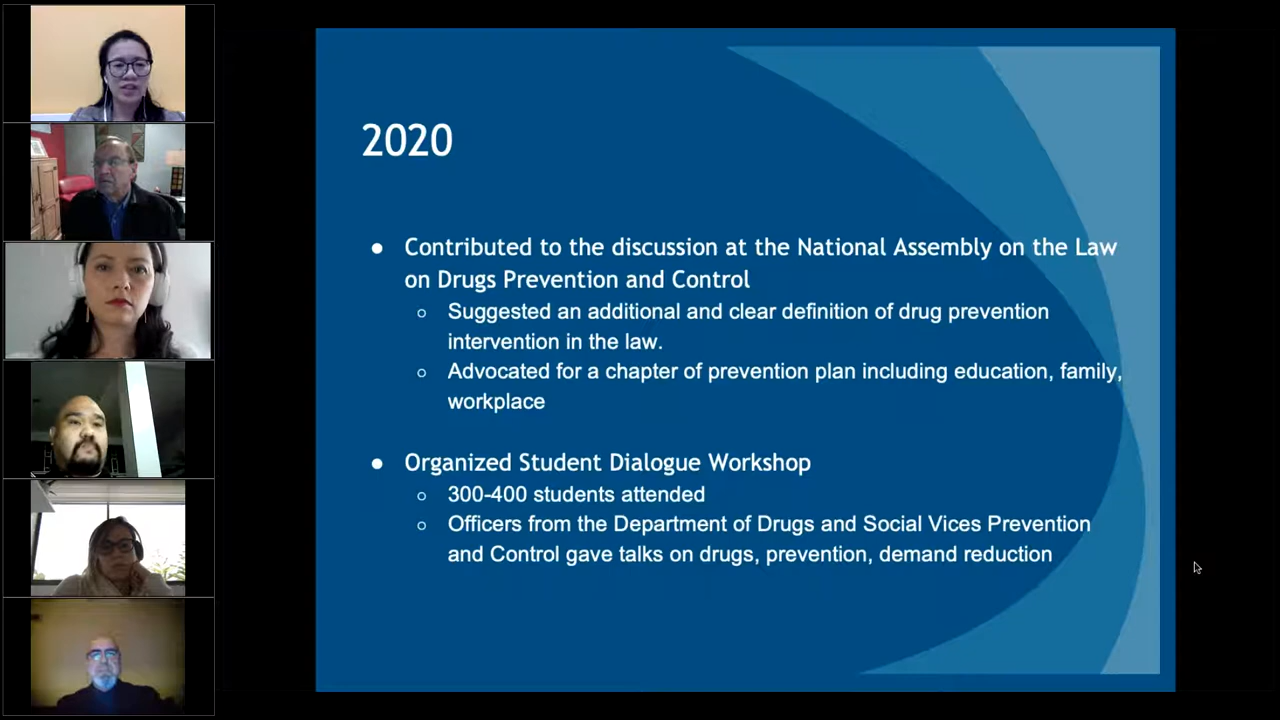 2020
● Contributed to the discussion at the National Assembly on the Law
on Drugs Prevention and Control
○ Suggested an additional and clear definition of drug prevention
intervention in the law.
○ Advocated for a chapter of prevention plan including education, family,
workplace
● Organized Student Dialogue Workshop
○ 300-400 students attended
○ Officers from the Department of Drugs and Social Vices Prevention
and Control gave talks on drugs, prevention, demand reduction